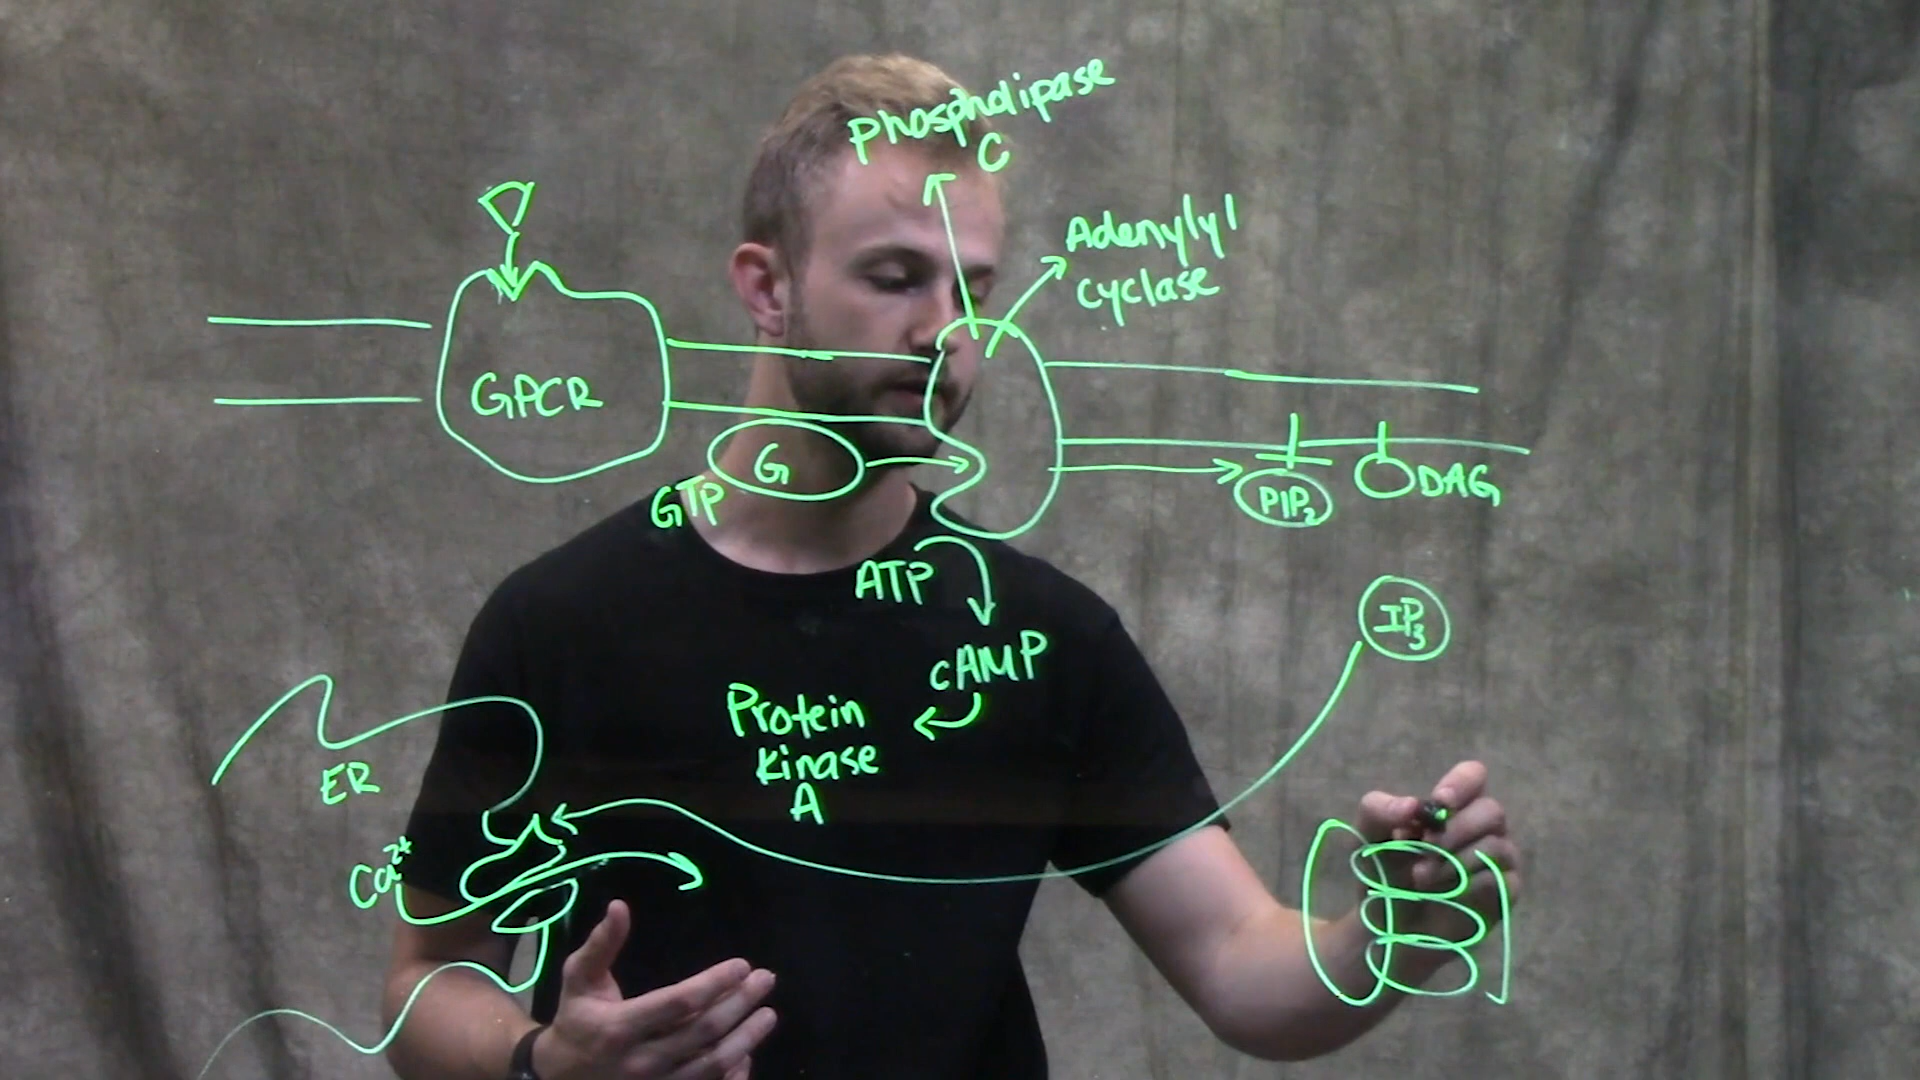 Phospholipase
C
Adenylyl
cyclase
GPCR
G
GTP
PIP2
DAG
ATP
IP3
cAMP
Protein
kinase
A
ER
Ca2+